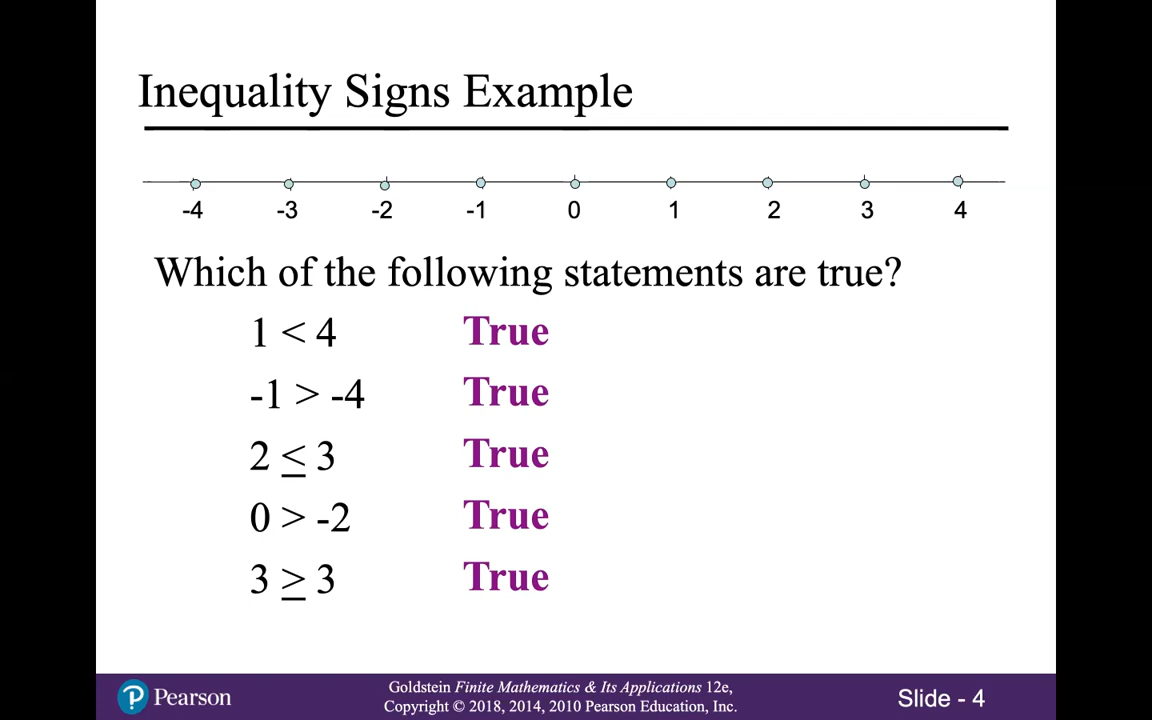 Inequality Signs Example
-4 -3 -2 -1 0 1 2 3 4
Which of the following statements are true?
1 < 4 True
-1 > -4 True
2 ≤ 3 True
0 > -2 True
3 ≥ 3 True
Pearson
Goldstein Finite Mathematics & Its Applications 12e,
Copyright © 2018, 2014, 2010 Pearson Education, Inc.
Slide - 4